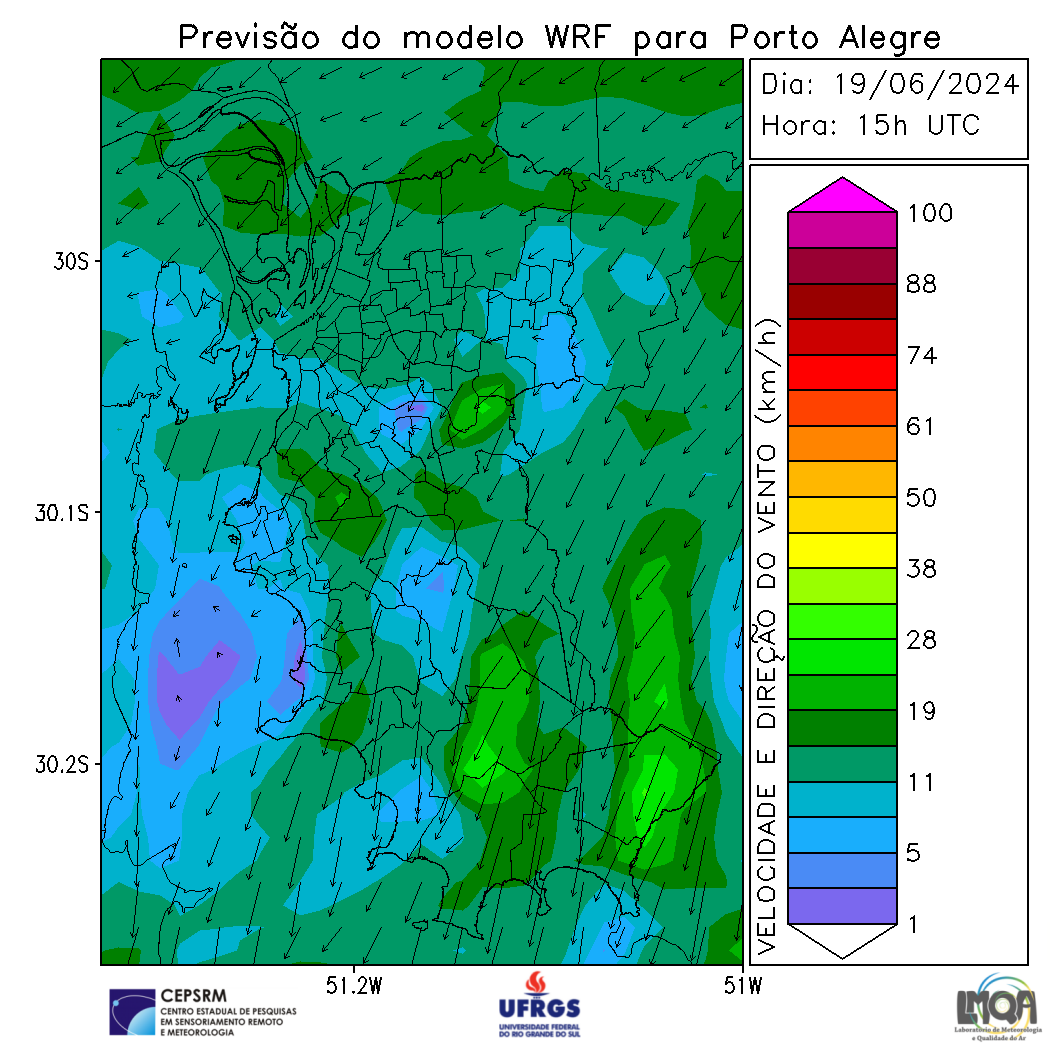 Previsão do modelo WRF para Porto Alegre
Dia: 19/06/2024
Hora: 15h UTC
30S
30.1S
30.2S
51.2W
51W
VELOCIDADE E DIREÇÃO DO VENTO (km/h)
100
88
74
61
50
38
28
19
11
5
1
CEPSRM
CENTRO ESTADUAL DE PESQUISAS
EM SENSORIAMENTO REMOTO
E METEOROLOGIA
UFRGS
UNIVERSIDADE FEDERAL
DO RIO GRANDE DO SUL
LMQA
Laboratório de Meteorologia
e Qualidade do Ar